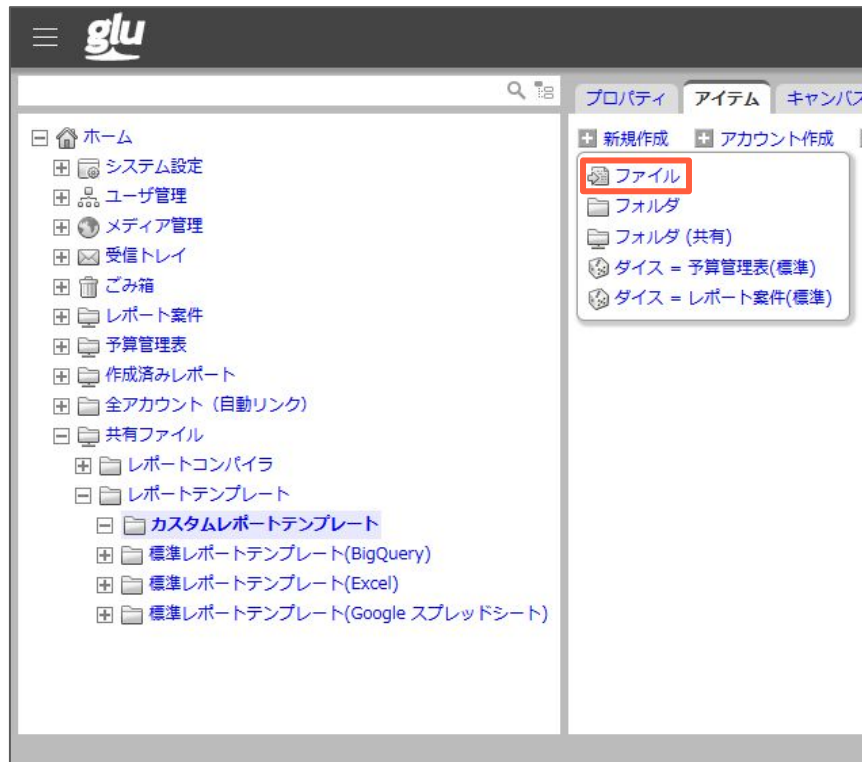 glu
プロパティ アイテム キャンバス
ホーム
システム設定
ユーザ管理
メディア管理
受信トレイ
ごみ箱
レポート案件
予算管理表
作成済みレポート
全アカウント（自動リンク）
共有ファイル
レポートコンパイラ
レポートテンプレート
カスタムレポートテンプレート
標準レポートテンプレート(BigQuery)
標準レポートテンプレート(Excel)
標準レポートテンプレート(Google スプレッドシート)
新規作成 アカウント作成
ファイル
フォルダ
フォルダ (共有)
ダイス = 予算管理表(標準)
ダイス = レポート案件(標準)